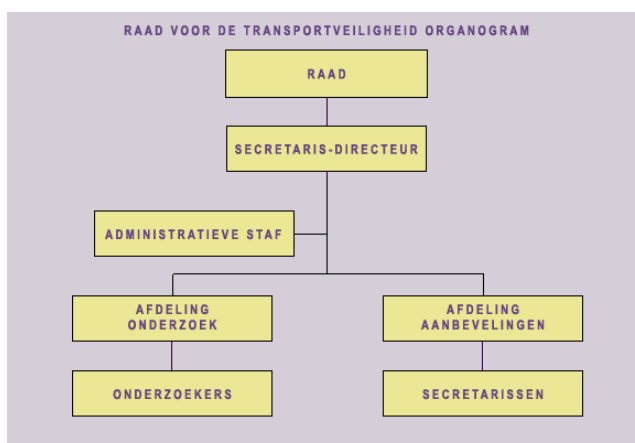 RAAD VOOR DE TRANSPORTVEILIGHEID ORGANOGRAM
RAAD
SECRETARIS-DIRECTEUR
ADMINISTRATIEVE STAF
AFDELING
ONDERZOEK
AFDELING
AANBEVELINGEN
ONDERZOEKERS
SECRETARISSEN